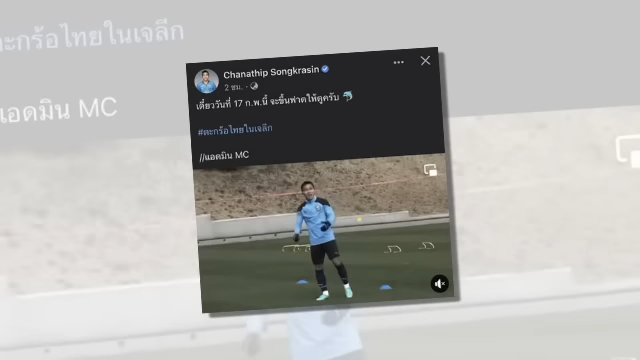 ตะกร้อไทยในเจลีก
//แอดมิน MC
Chanathip Songkrasin
2 ชม.
เดี๋ยววันที่ 17 ก.พ.นี้ จะขึ้นฟาดให้ดูครับ
#ตะกร้อไทยในเจลีก
//แอดมิน MC